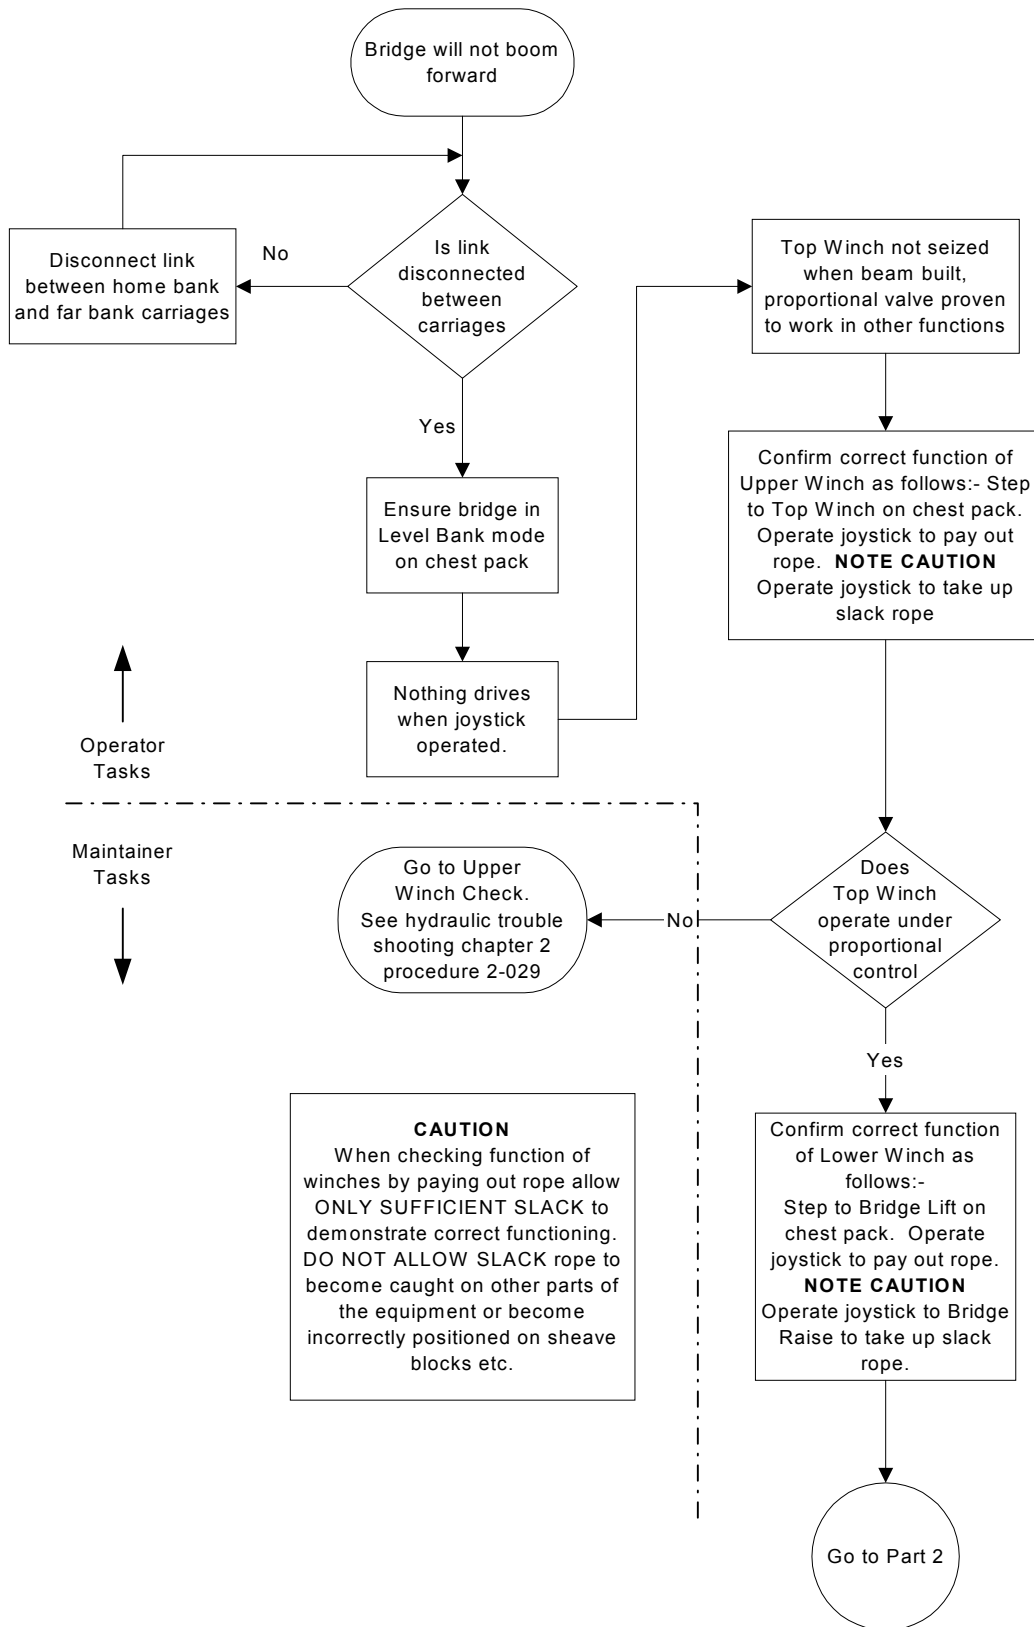 Bridge will not boom
forward
Is link
disconnected
between
carriages
No
Disconnect link
between home bank
and far bank carriages
Yes
Ensure bridge in
Level Bank mode
on chest pack
Nothing drives
when joystick
operated.
Top Winch not seized
when beam built,
proportional valve proven
to work in other functions
Confirm correct function of
Upper Winch as follows:- Step
to Top Winch on chest pack.
Operate joystick to pay out
rope. NOTE CAUTION
Operate joystick to take up
slack rope
Operator
Tasks
Maintainer
Tasks
Does
Top Winch
operate under
proportional
control
No
Go to Upper
Winch Check.
See hydraulic trouble
shooting chapter 2
procedure 2-029
Yes
CAUTION
When checking function of
winches by paying out rope allow
ONLY SUFFICIENT SLACK to
demonstrate correct functioning.
DO NOT ALLOW SLACK rope to
become caught on other parts of
the equipment or become
incorrectly positioned on sheave
blocks etc.
Confirm correct function
of Lower Winch as
follows:-
Step to Bridge Lift on
chest pack. Operate
joystick to pay out rope.
NOTE CAUTION
Operate joystick to Bridge
Raise to take up slack
rope.
Go to Part 2